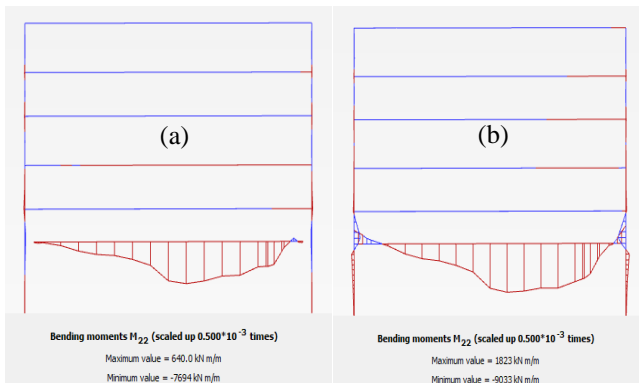 (a)
Bending moments M22 (scaled up 0.500*10-3 times)
Maximum value = 640.0 kN m/m
Minimum value = -7694 kN m/m
(b)
Bending moments M22 (scaled up 0.500*10-3 times)
Maximum value = 1823 kN m/m
Minimum value = -9033 kN m/m